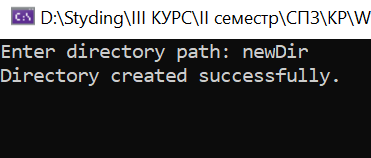 D:\Styding\III КУРС\II семестр\СПЗ\КР\W
Enter directory path: newDir
Directory created successfully.